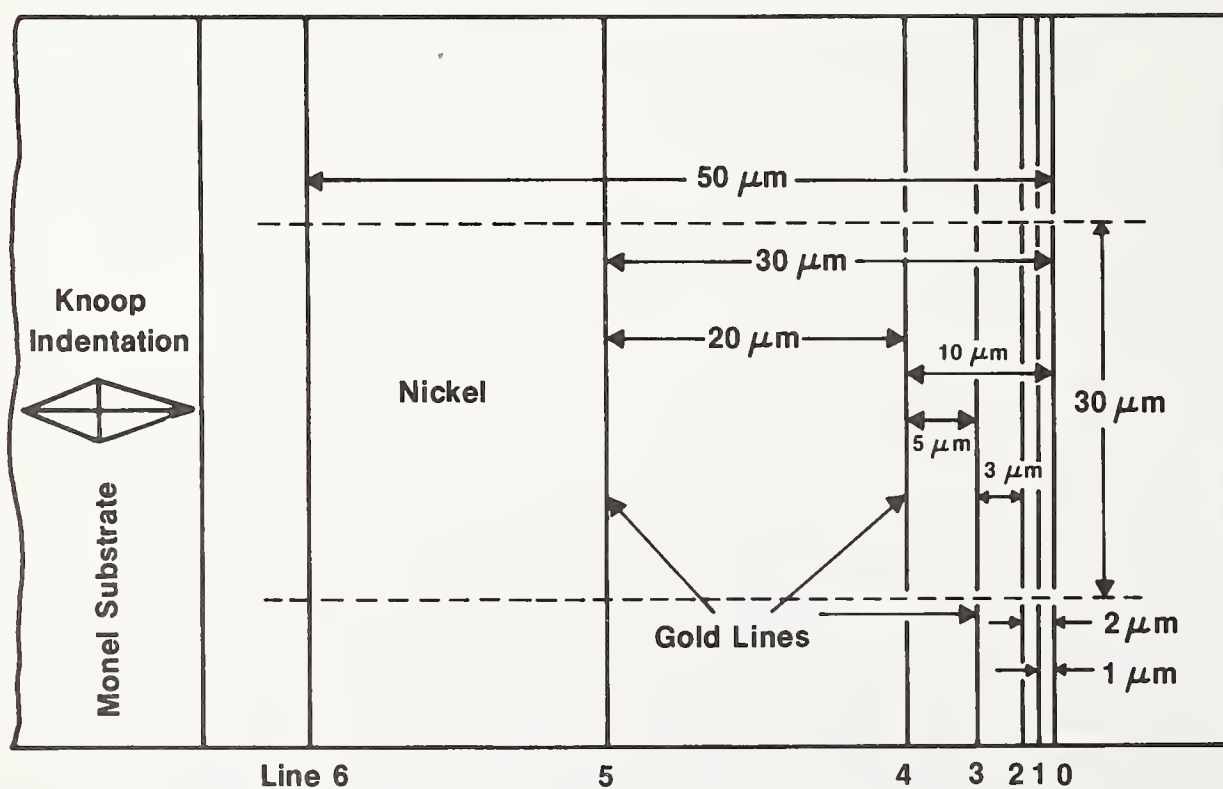 50 μm
30 μm
Knoop
Indentation
20 μm
10 μm
Nickel
30 μm
5 μm
3 μm
Monel Substrate
Gold Lines
2 μm
1 μm
Line 6 5 4 3 2 1 0